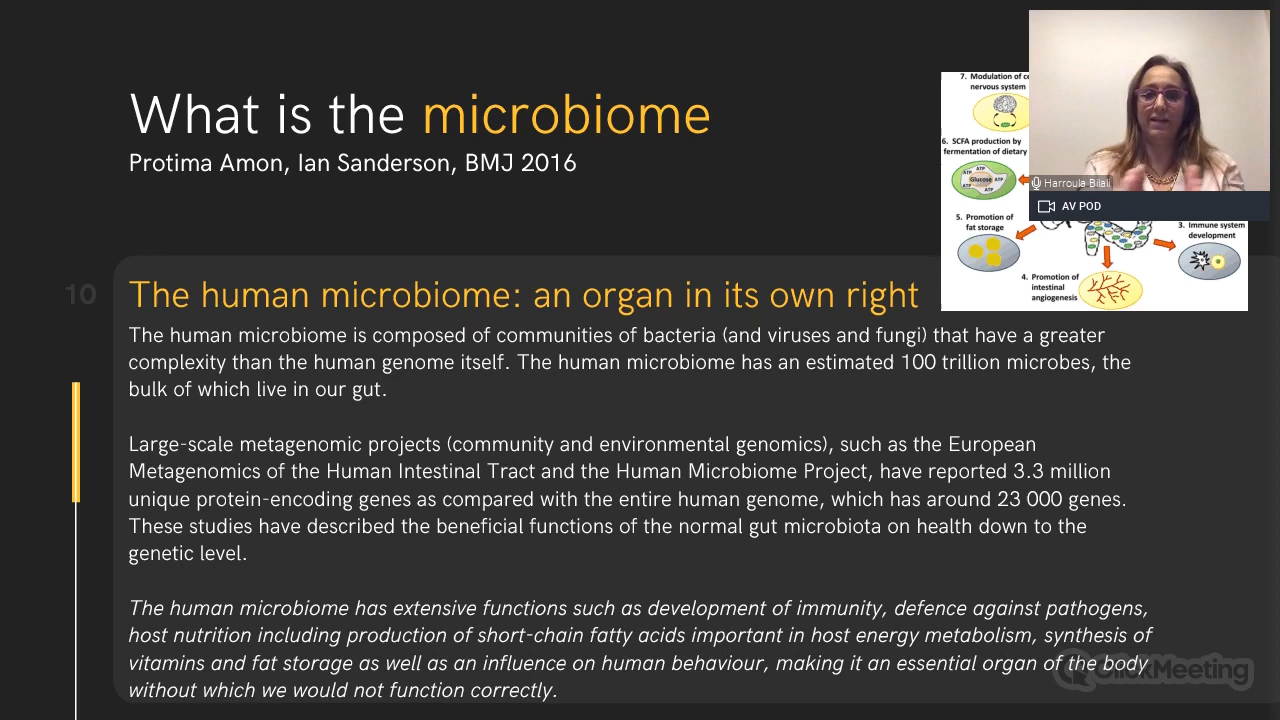 What is the microbiome
Protima Amon, Ian Sanderson, BMJ 2016
7. Modulation of
nervous system
6. SCFA production by
fermentation of dietary
ATP
ATP
ATP
Glucose
ATP
ATP
5. Promotion of
fat storage
4. Promotion of
intestinal
angiogenesis
3. Immune system
development
Harroula Bilali
AV POD
10
The human microbiome: an organ in its own right
The human microbiome is composed of communities of bacteria (and viruses and fungi) that have a greater
complexity than the human genome itself. The human microbiome has an estimated 100 trillion microbes, the
bulk of which live in our gut.
Large-scale metagenomic projects (community and environmental genomics), such as the European
Metagenomics of the Human Intestinal Tract and the Human Microbiome Project, have reported 3.3 million
unique protein-encoding genes as compared with the entire human genome, which has around 23 000 genes.
These studies have described the beneficial functions of the normal gut microbiota on health down to the
genetic level.
The human microbiome has extensive functions such as development of immunity, defence against pathogens,
host nutrition including production of short-chain fatty acids important in host energy metabolism, synthesis of
vitamins and fat storage as well as an influence on human behaviour, making it an essential organ of the body
without which we would not function correctly.
ClickMeeting